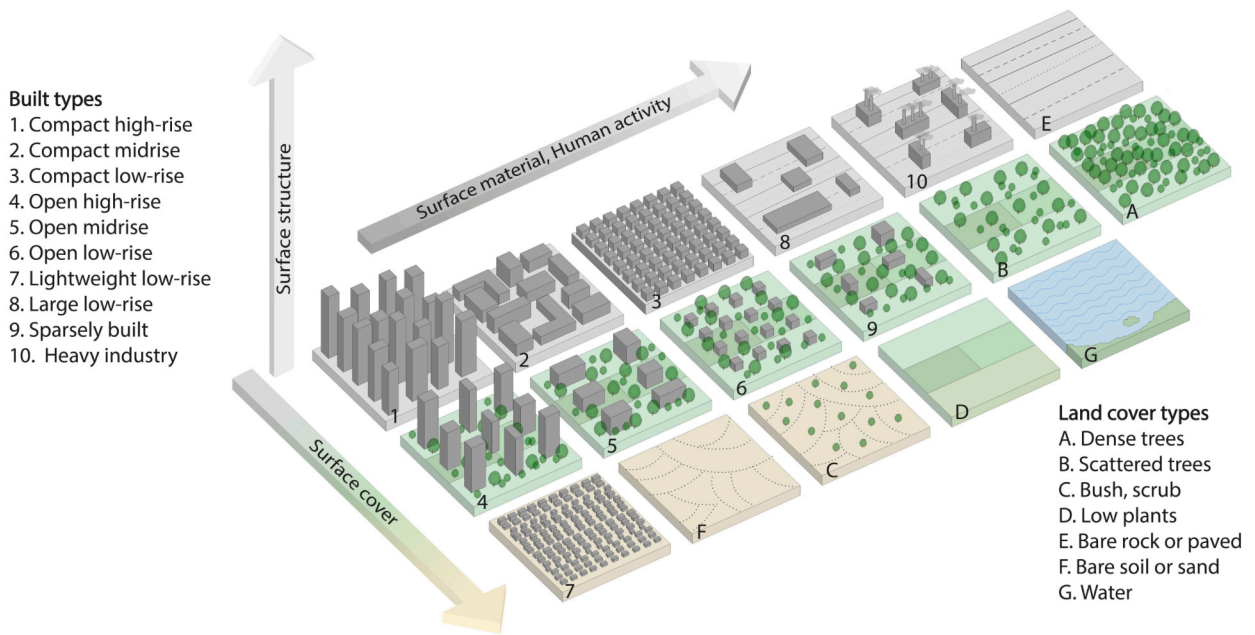 Built types
1. Compact high-rise
2. Compact midrise
3. Compact low-rise
4. Open high-rise
5. Open midrise
6. Open low-rise
7. Lightweight low-rise
8. Large low-rise
9. Sparsely built
10. Heavy industry
Surface structure
Surface material, Human activity
Surface cover
E
10
A
8
B
3
9
G
2
6
D
1
5
C
4
F
7
Land cover types
A. Dense trees
B. Scattered trees
C. Bush, scrub
D. Low plants
E. Bare rock or paved
F. Bare soil or sand
G. Water